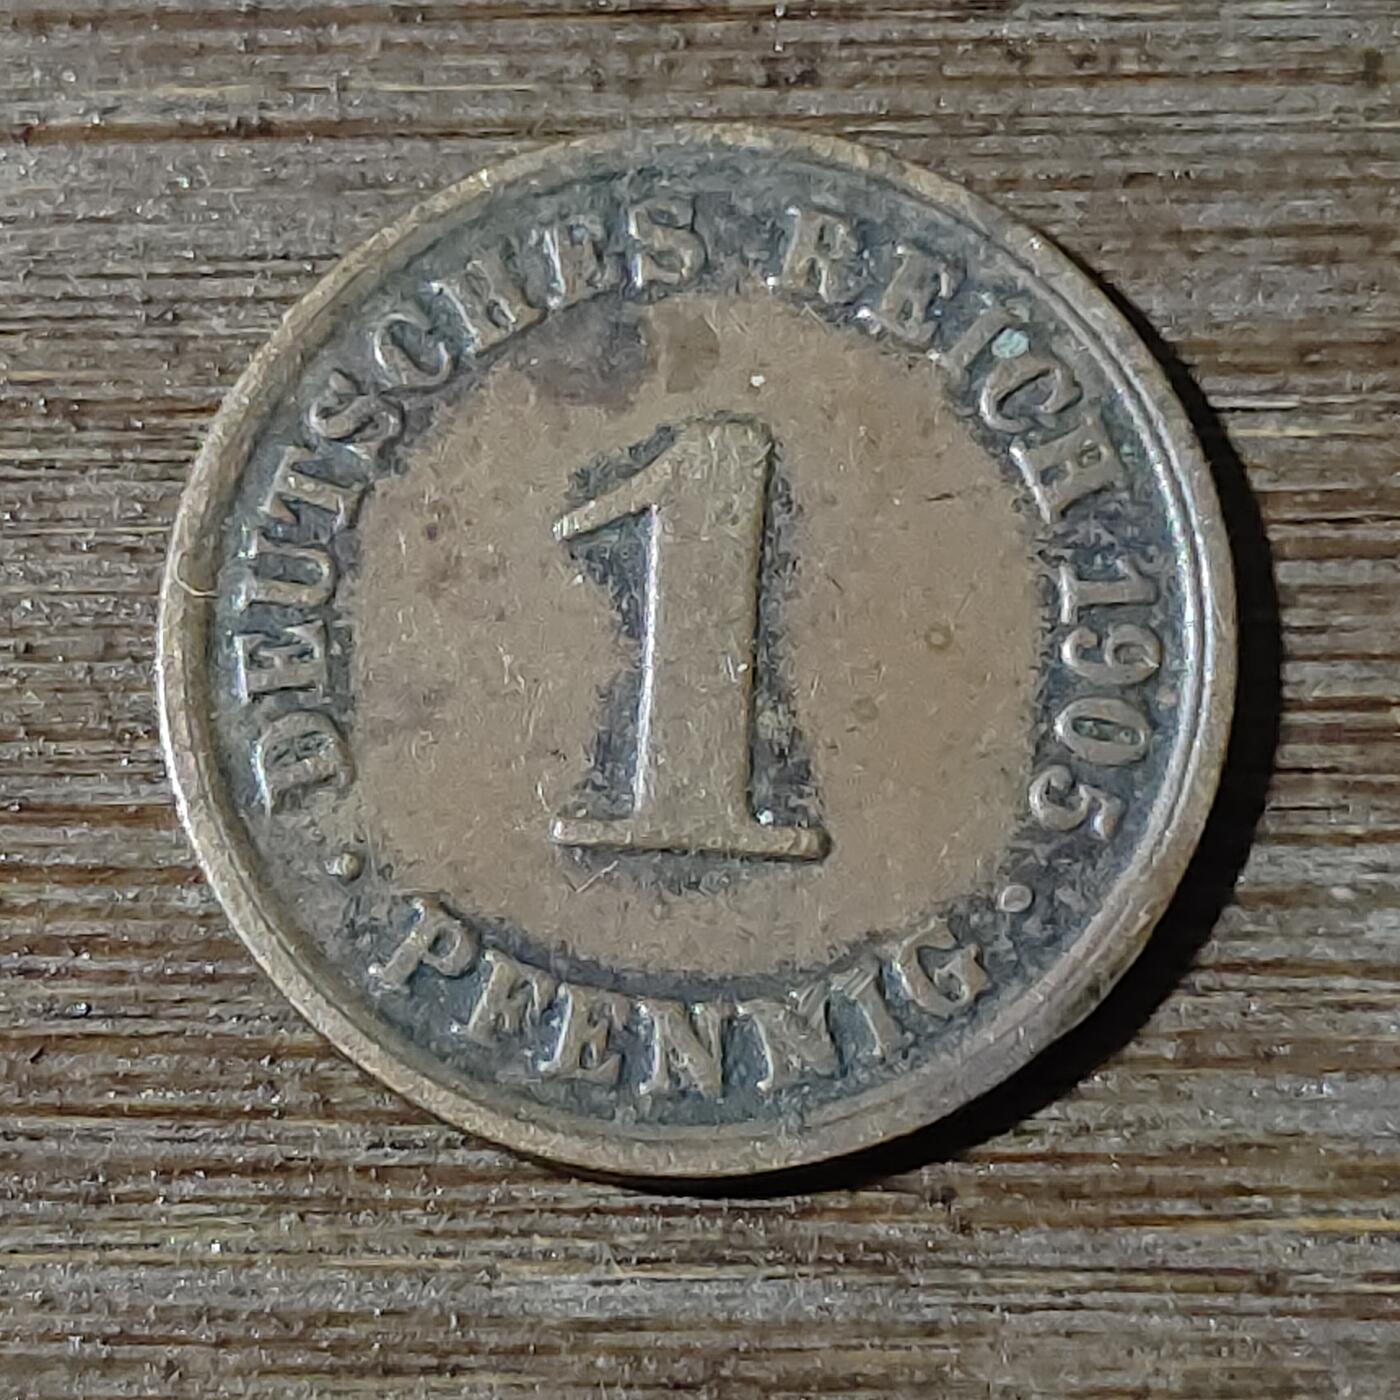 DEUTSCHES REICH 1905
1
· PFENNIG ·